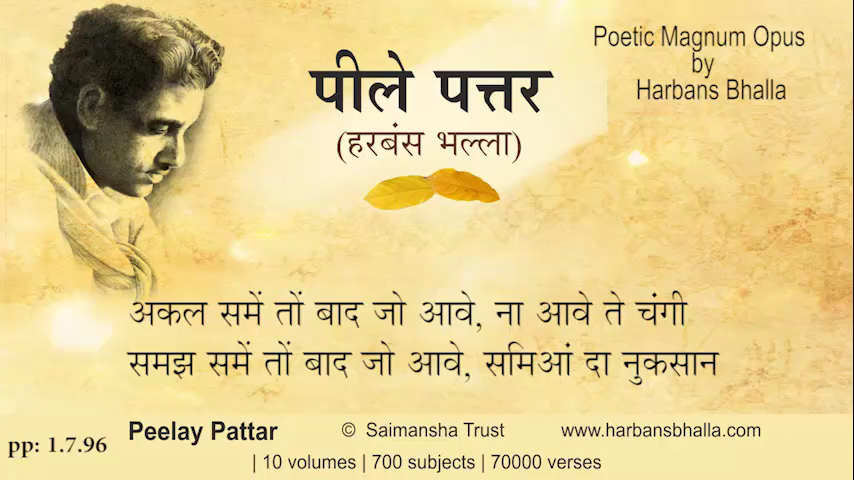 पीले पत्तर
(हरबंस भल्ला)
Poetic Magnum Opus
by
Harbans Bhalla
अकल समें तों बाद जो आवे, ना आवे ते चंगी
समझ समें तों बाद जो आवे, समिआं दा नुकसान
pp: 1.7.96
Peelay Pattar © Saimansha Trust www.harbansbhalla.com
| 10 volumes | 700 subjects | 70000 verses